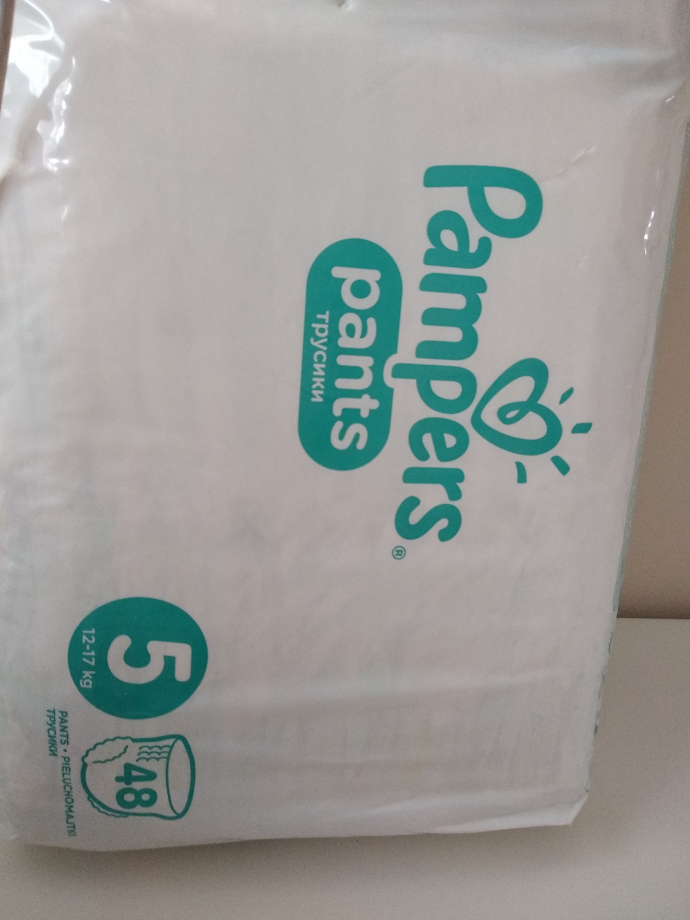 Pampers®
pants
трусики
5
12-17 kg
48
PANTS • PIELUCHOMAJTKI
ТРУСИКИ